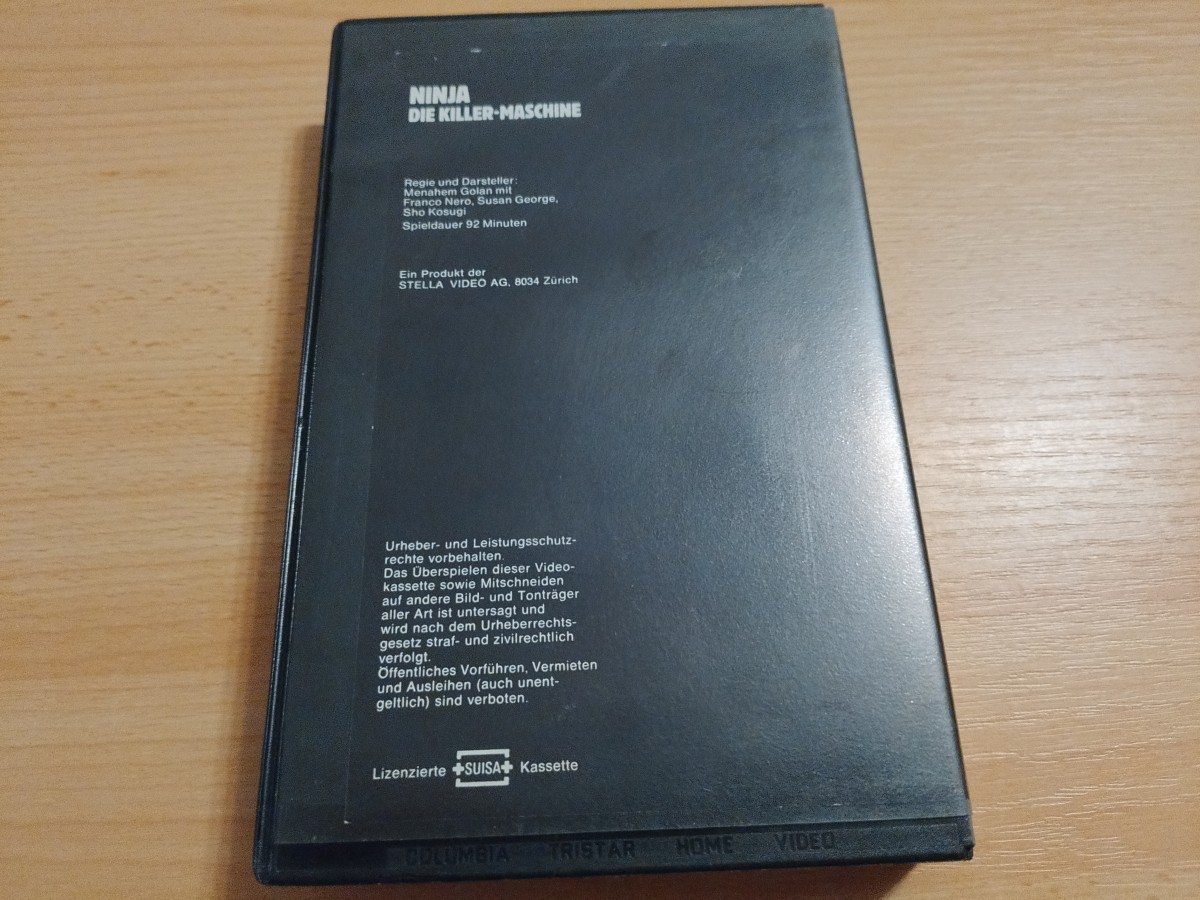 NINJA
DIE KILLER-MASCHINE
Regie und Darsteller:
Menahem Golan mit
Franco Nero, Susan George,
Sho Kosugi
Spieldauer 92 Minuten
Ein Produkt der
STELLA VIDEO AG, 8034 Zürich
Urheber- und Leistungsschutz-
rechte vorbehalten.
Das Überspielen dieser Video-
kassette sowie Mitschneiden
auf andere Bild- und Tonträger
aller Art ist untersagt und
wird nach dem Urheberrechts-
gesetz straf- und zivilrechtlich
verfolgt.
Öffentliches Vorführen, Vermieten
und Ausleihen (auch unent-
geltlich) sind verboten.
Lizenzierte +SUISA+ Kassette
COLUMBIA TRISTAR HOME VIDEO